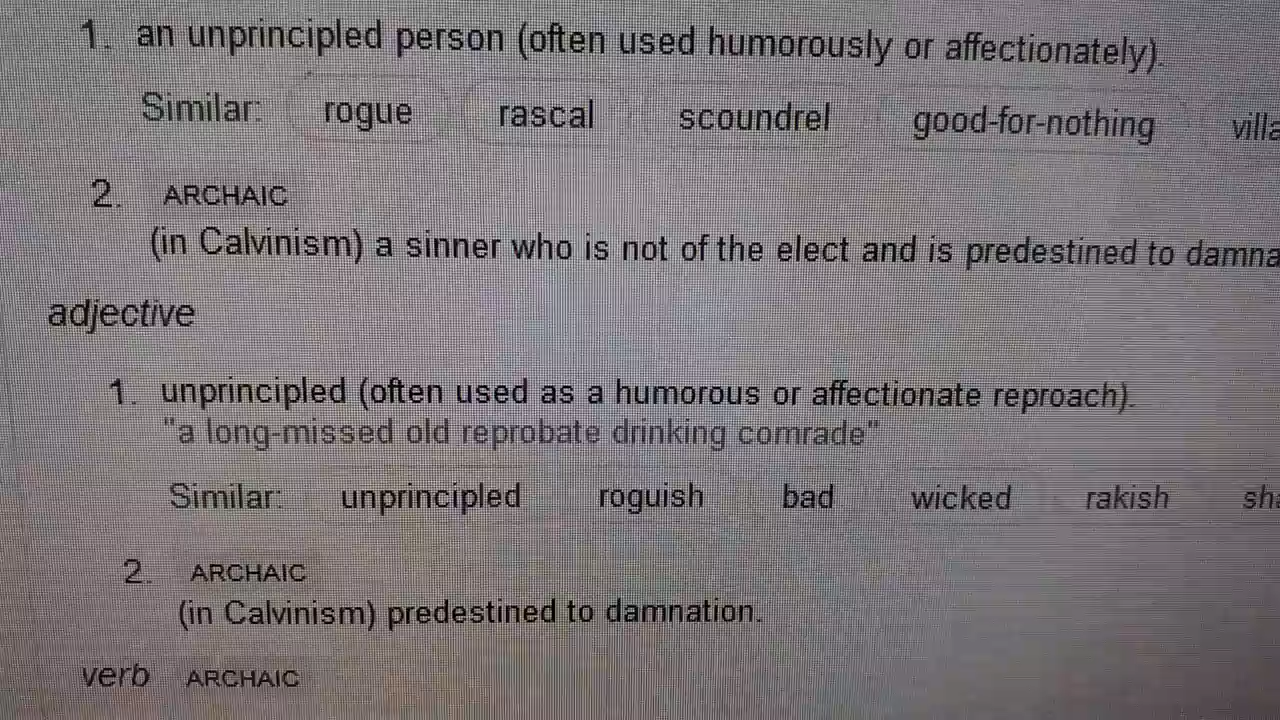 1. an unprincipled person (often used humorously or affectionately).
Similar: rogue rascal scoundrel good-for-nothing
2. ARCHAIC
(in Calvinism) a sinner who is not of the elect and is predestined to
adjective
1. unprincipled (often used as a humorous or affectionate reproach).
"a long-missed old reprobate drinking comrade"
Similar: unprincipled roguish bad wicked rakish
2. ARCHAIC
(in Calvinism) predestined to damnation.
verb ARCHAIC